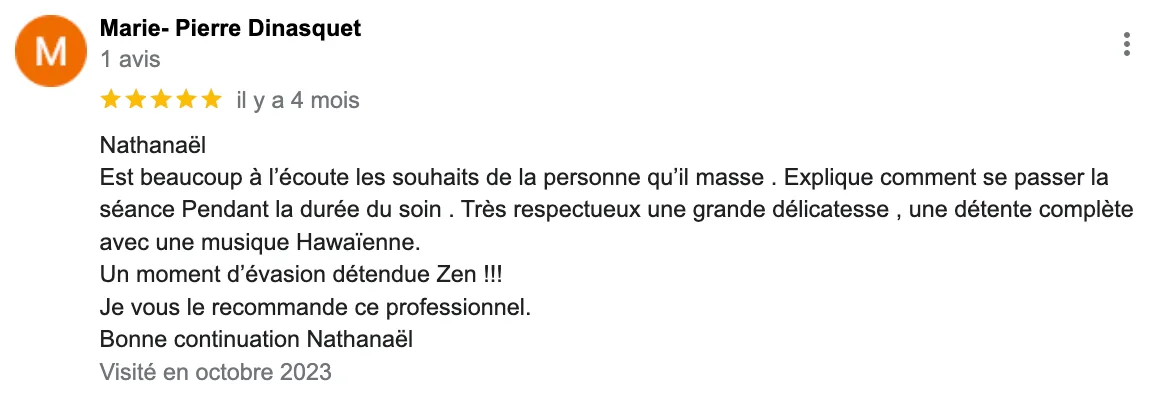 M
Marie- Pierre Dinasquet
1 avis
il y a 4 mois
Nathanaël
Est beaucoup à l’écoute les souhaits de la personne qu’il masse . Explique comment se passer la
séance Pendant la durée du soin . Très respectueux une grande délicatesse , une détente complète
avec une musique Hawaïenne.
Un moment d’évasion détendue Zen !!!
Je vous le recommande ce professionnel.
Bonne continuation Nathanaël
Visité en octobre 2023